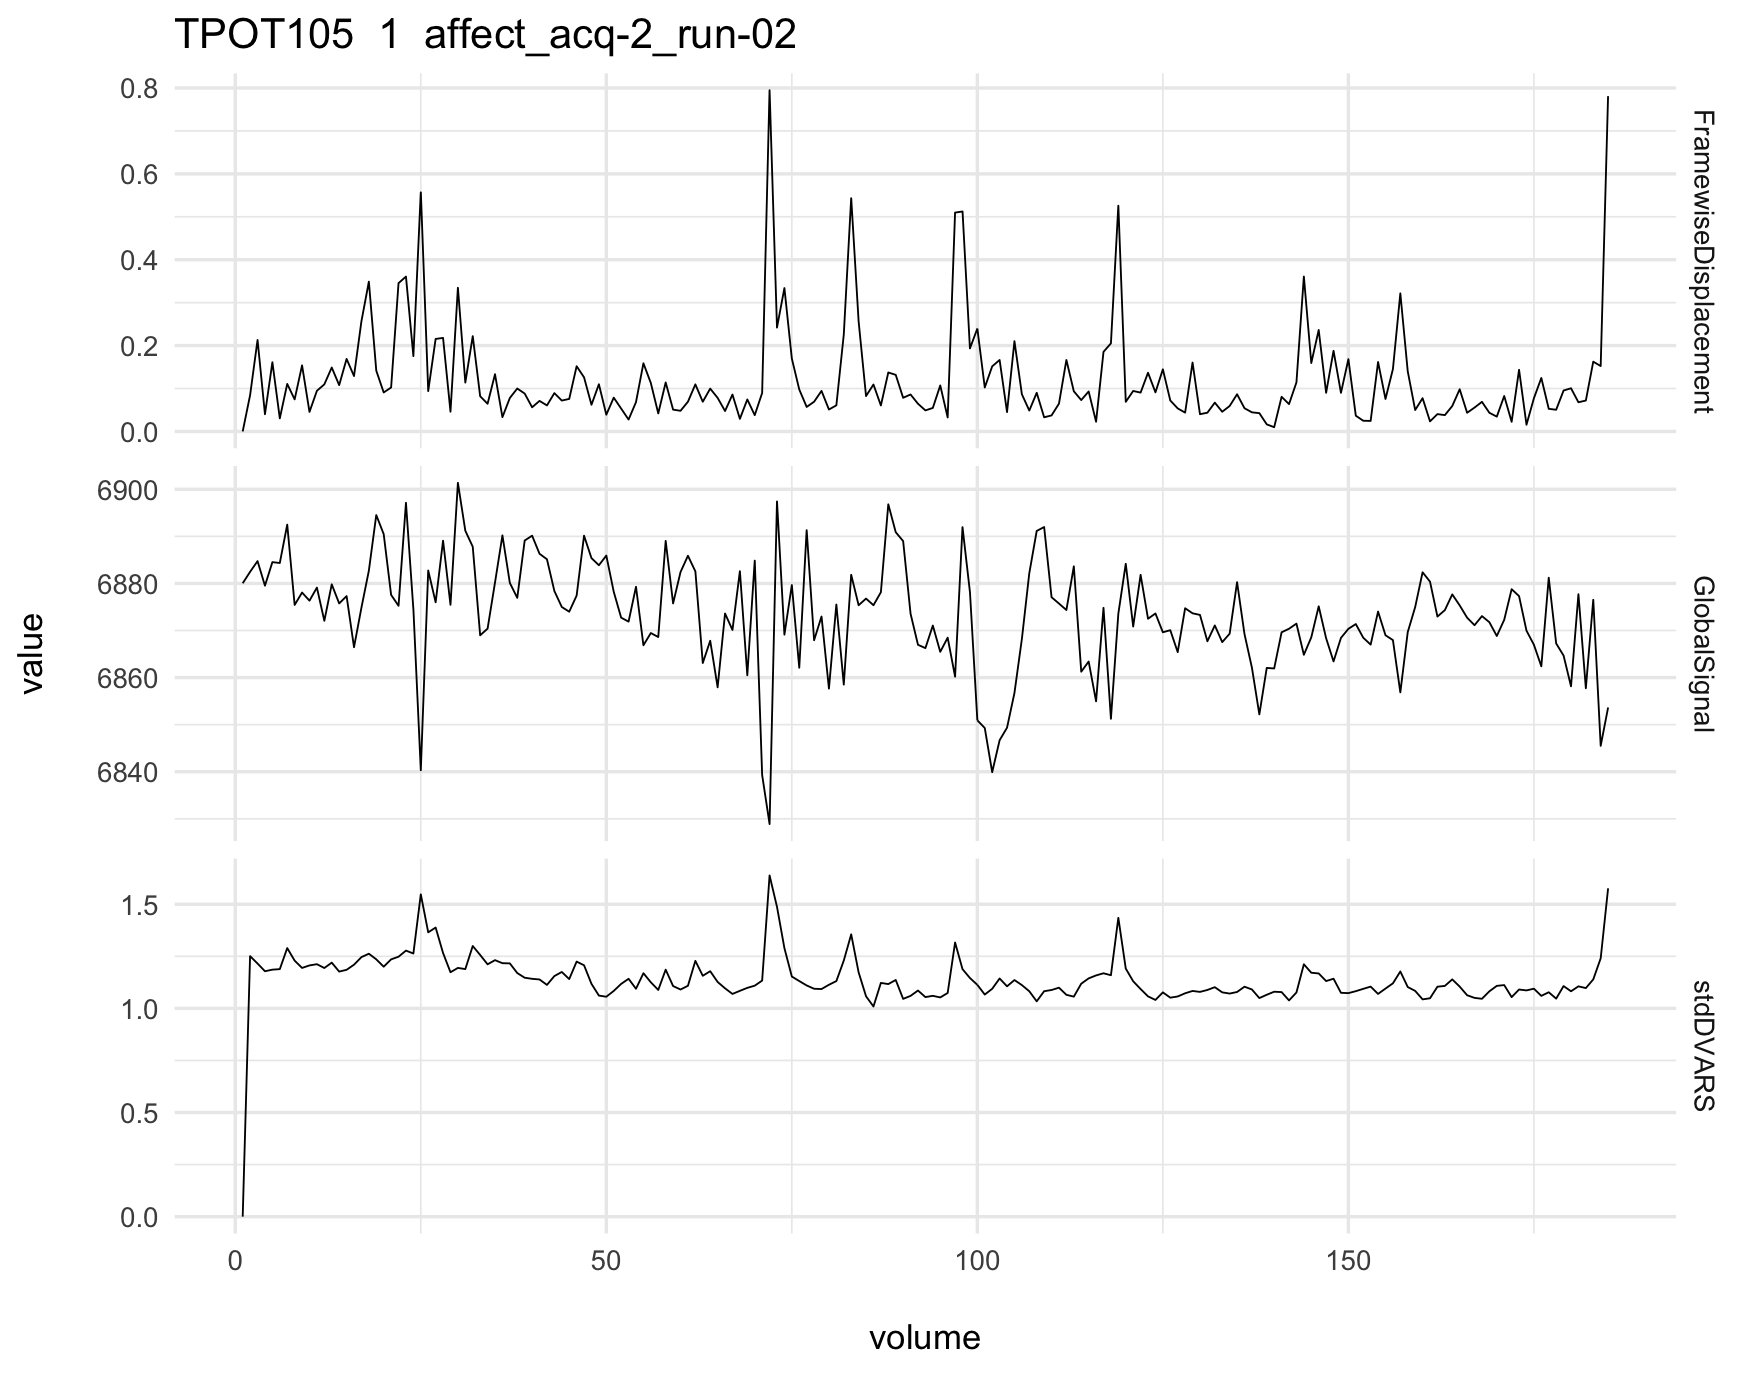 TPOT105 1 affect_acq-2_run-02
0.8
0.6
0.4
0.2
0.0
FramewiseDisplacement
6900
6880
6860
6840
GlobalSignal
value
1.5
1.0
0.5
0.0
stdDVARS
0 50 100 150
volume